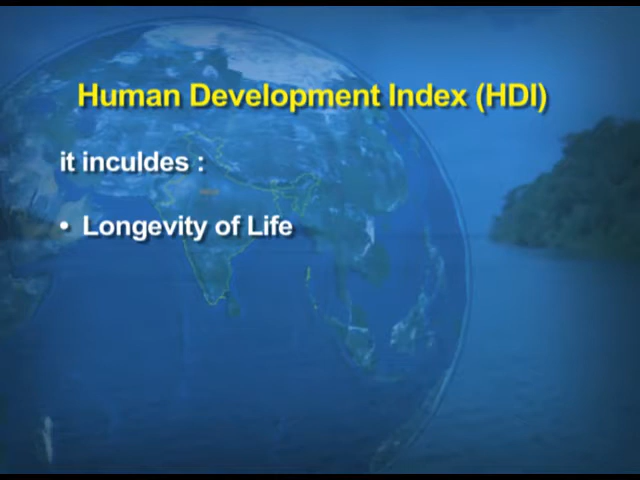 Human Development Index (HDI)
it inculdes :
• Longevity of Life